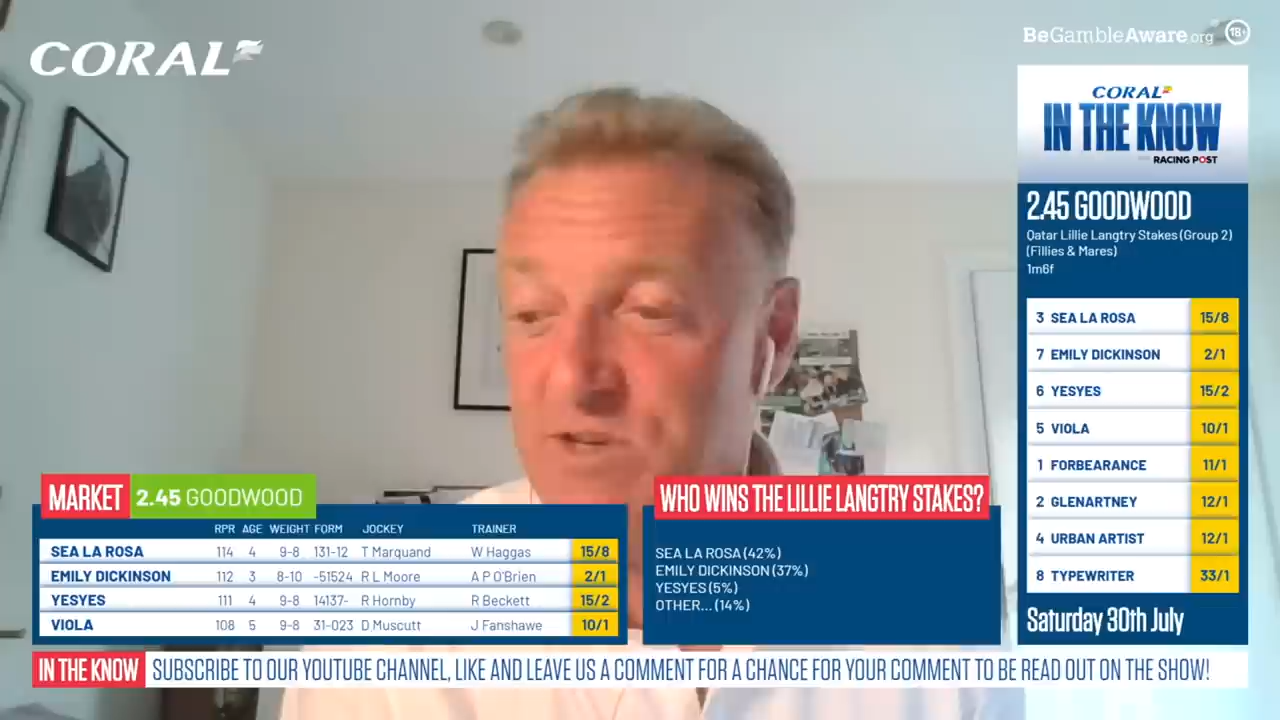 CORAL
BeGambleAware.org 18+
CORAL
IN THE KNOW
RACING POST
2.45 GOODWOOD
Qatar Lillie Langtry Stakes (Group 2)
(Fillies & Mares)
1m6f
3 SEA LA ROSA 15/8
7 EMILY DICKINSON 2/1
6 YESYES 15/2
5 VIOLA 10/1
1 FORBEARANCE 11/1
2 GLENARTNEY 12/1
4 URBAN ARTIST 12/1
8 TYPEWRITER 33/1
Saturday 30th July
MARKET 2.45 GOODWOOD
RPR AGE WEIGHT FORM JOCKEY TRAINER
SEA LA ROSA 114 4 9-8 131-12 T Marquand W Haggas 15/8
EMILY DICKINSON 112 3 8-10 -51524 R L Moore A P O'Brien 2/1
YESYES 111 4 9-8 14137- R Hornby R Beckett 15/2
VIOLA 108 5 9-8 31-023 D Muscutt J Fanshawe 10/1
WHO WINS THE LILLIE LANGTRY STAKES?
SEA LA ROSA (42%)
EMILY DICKINSON (37%)
YESYES (5%)
OTHER... (14%)
IN THE KNOW SUBSCRIBE TO OUR YOUTUBE CHANNEL, LIKE AND LEAVE US A COMMENT FOR A CHANCE FOR YOUR COMMENT TO BE READ OUT ON THE SHOW!